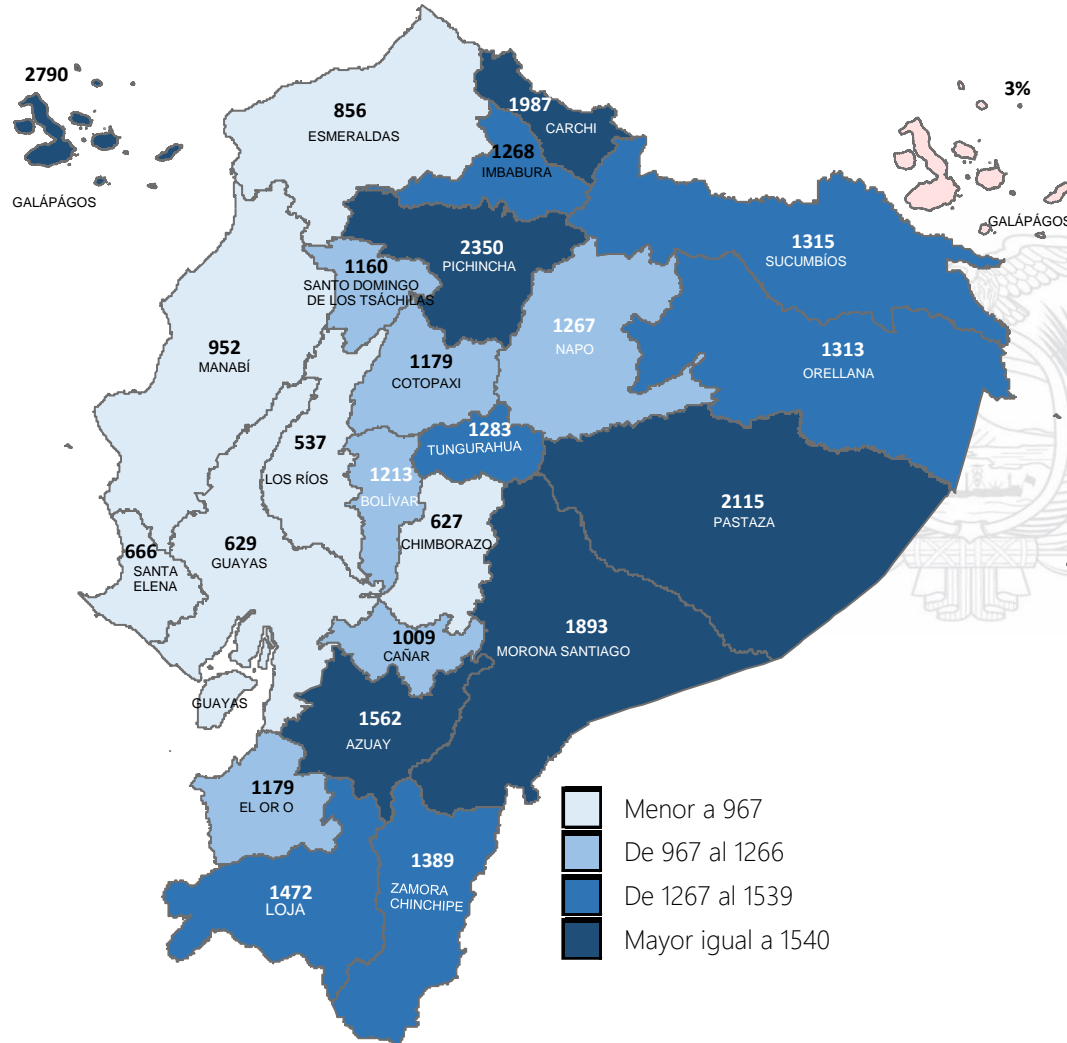 2790
GALÁPÁGOS
3%
GALÁPÁGOS
856
ESMERALDAS
1987
CARCHI
1268
IMBABURA
1315
SUCUMBÍOS
2350
PICHINCHA
1160
SANTO DOMINGO
DE LOS TSÁCHILAS
1267
NAPO
952
MANABÍ
1179
COTOPAXI
1313
ORELLANA
537
LOS RÍOS
1283
TUNGURAHUA
1213
BOLÍVAR
2115
PASTAZA
627
CHIMBORAZO
666
SANTA
ELENA
629
GUAYAS
1893
MORONA SANTIAGO
1009
CAÑAR
GUAYAS
1562
AZUAY
1179
EL OR O
1389
ZAMORA
CHINCHIPE
1472
LOJA
Menor a 967
De 967 al 1266
De 1267 al 1539
Mayor igual a 1540